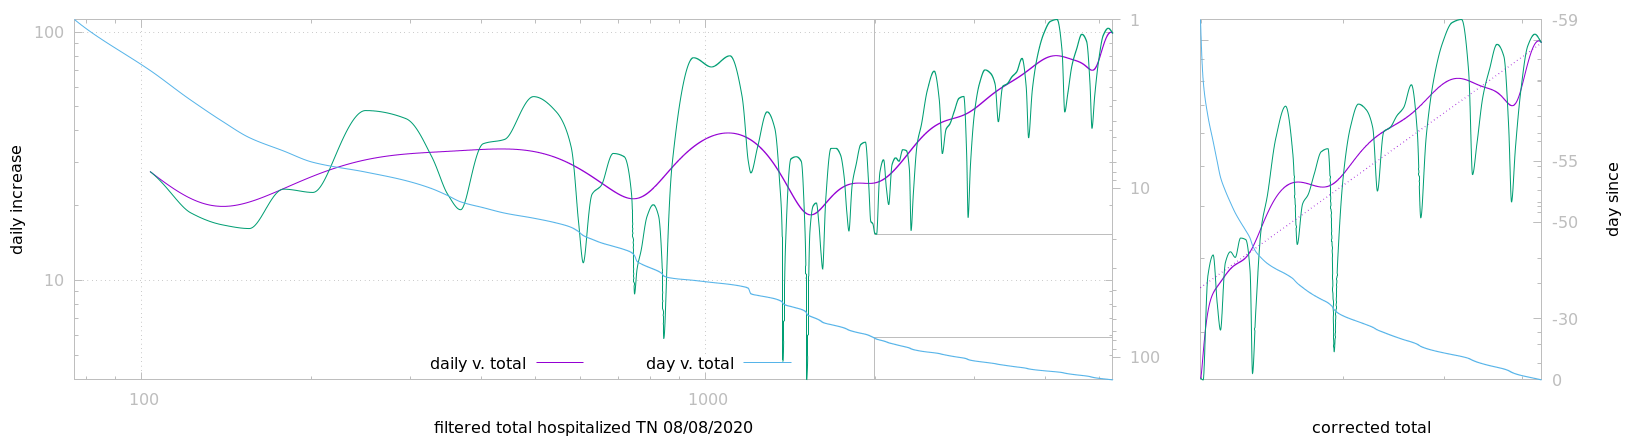 100
10
daily increase
1
10
100
daily v. total
day v. total
100
1000
filtered total hospitalized TN 08/08/2020
-59
-55
-50
-30
0
day since
corrected total